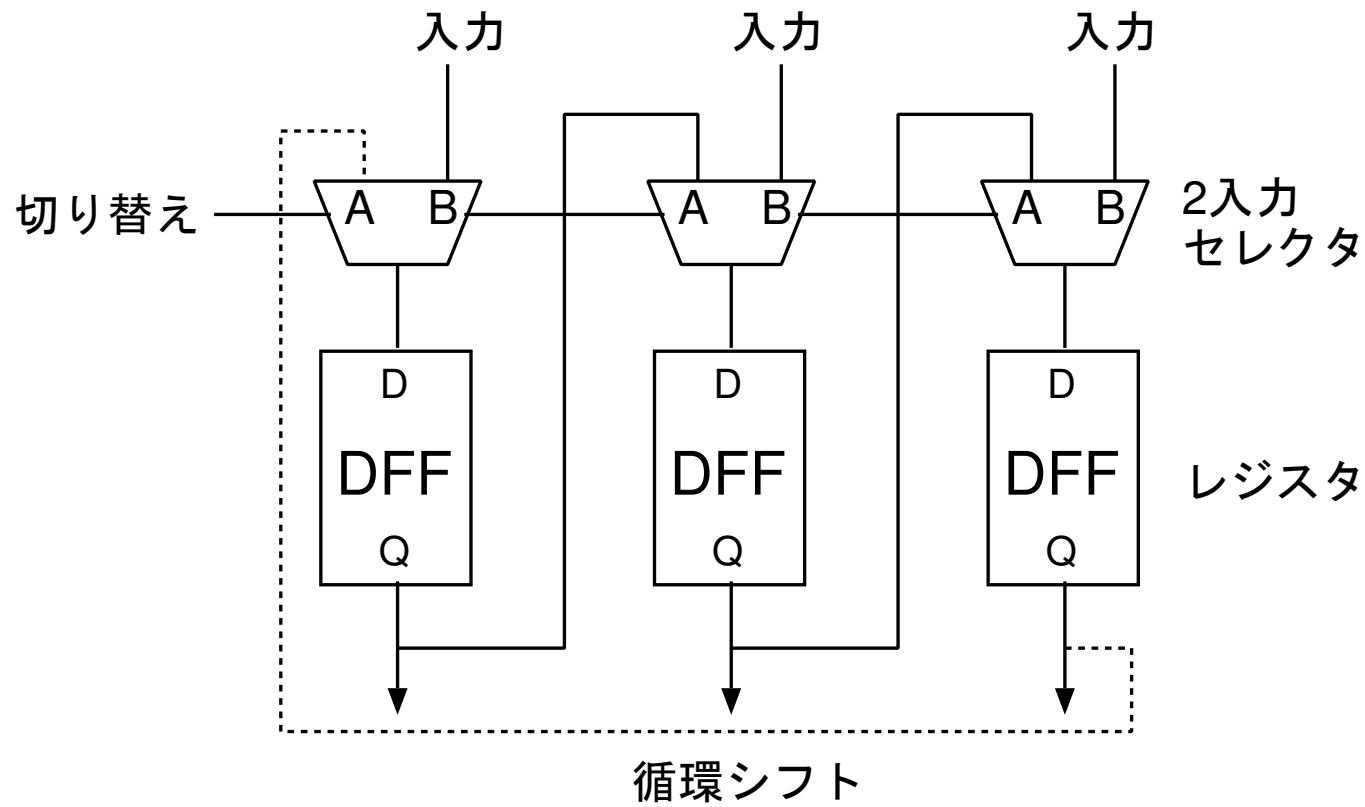 入力 入力 入力
切り替え A B A B A B 2入力
セレクタ
D D D
DFF DFF DFF レジスタ
Q Q Q
循環シフト